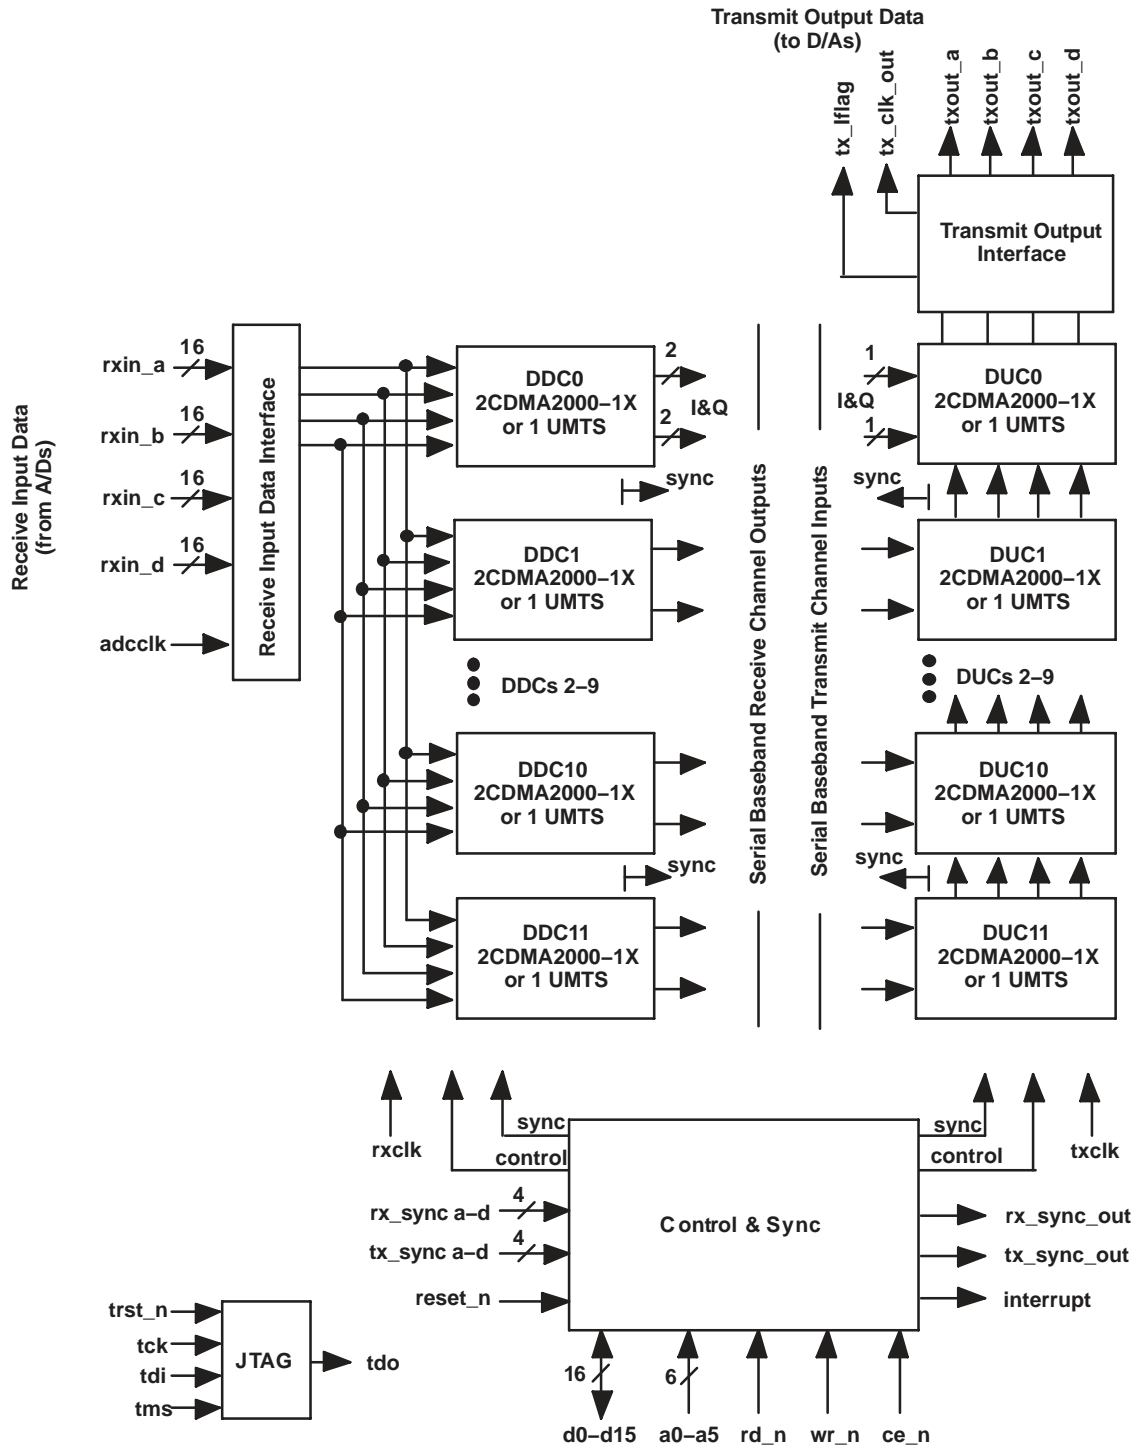 Transmit Output Data
(to D/As)
tx_lflag
tx_clk_out
txout_a
txout_b
txout_c
txout_d
Transmit Output
Interface
Receive Input Data
(from A/Ds)
rxin_a
16
rxin_b
16
rxin_c
16
rxin_d
16
adcclk
Receive Input Data Interface
DDC0
2CDMA2000–1X
or 1 UMTS
2
I&Q
2
sync
DDC1
2CDMA2000–1X
or 1 UMTS
DDCs 2–9
DDC10
2CDMA2000–1X
or 1 UMTS
sync
DDC11
2CDMA2000–1X
or 1 UMTS
Serial Baseband Receive Channel Outputs
Serial Baseband Transmit Channel Inputs
1
I&Q
1
DUC0
2CDMA2000–1X
or 1 UMTS
sync
DUC1
2CDMA2000–1X
or 1 UMTS
DUCs 2–9
DUC10
2CDMA2000–1X
or 1 UMTS
sync
DUC11
2CDMA2000–1X
or 1 UMTS
rxclk
sync
control
rx_sync a–d
4
tx_sync a–d
4
reset_n
Control & Sync
sync
control
txclk
rx_sync_out
tx_sync_out
interrupt
16
6
d0–d15
a0–a5
rd_n
wr_n
ce_n
trst_n
tck
tdi
tms
JTAG
tdo